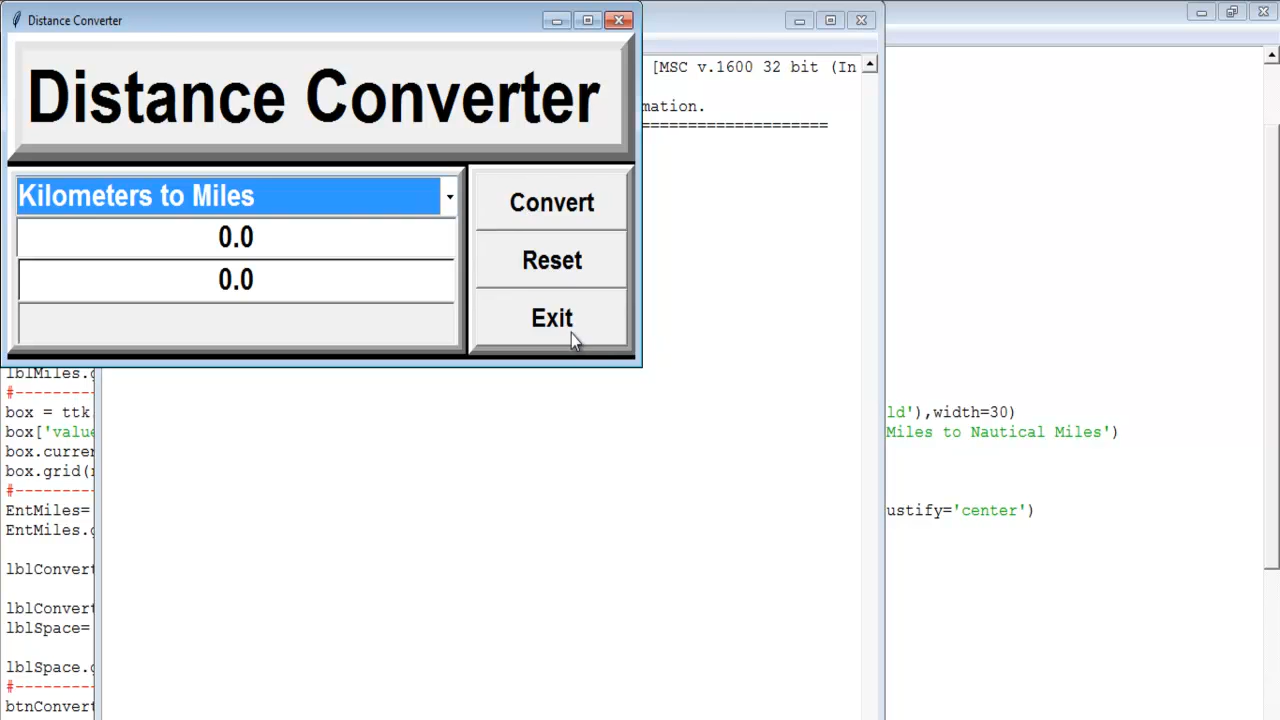 Distance Converter
[MSC v.1600 32 bit (In
mation.
====================
Distance Converter
Kilometers to Miles
0.0
0.0
Convert
Reset
Exit
lblMiles.g
#---------
box = ttk
box['value
box.currer
box.grid(r
#---------
EntMiles=
EntMiles.g
lblConvert
lblConvert
lblSpace=
lblSpace.g
#---------
btnConvert
ld'),width=30)
Miles to Nautical Miles')
ustify='center')